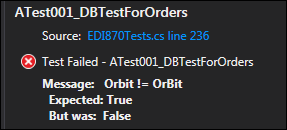 ATest001_DBTestForOrders
Source: EDI870Tests.cs line 236
Test Failed - ATest001_DBTestForOrders
Message: Orbit != OrBit
Expected: True
But was: False